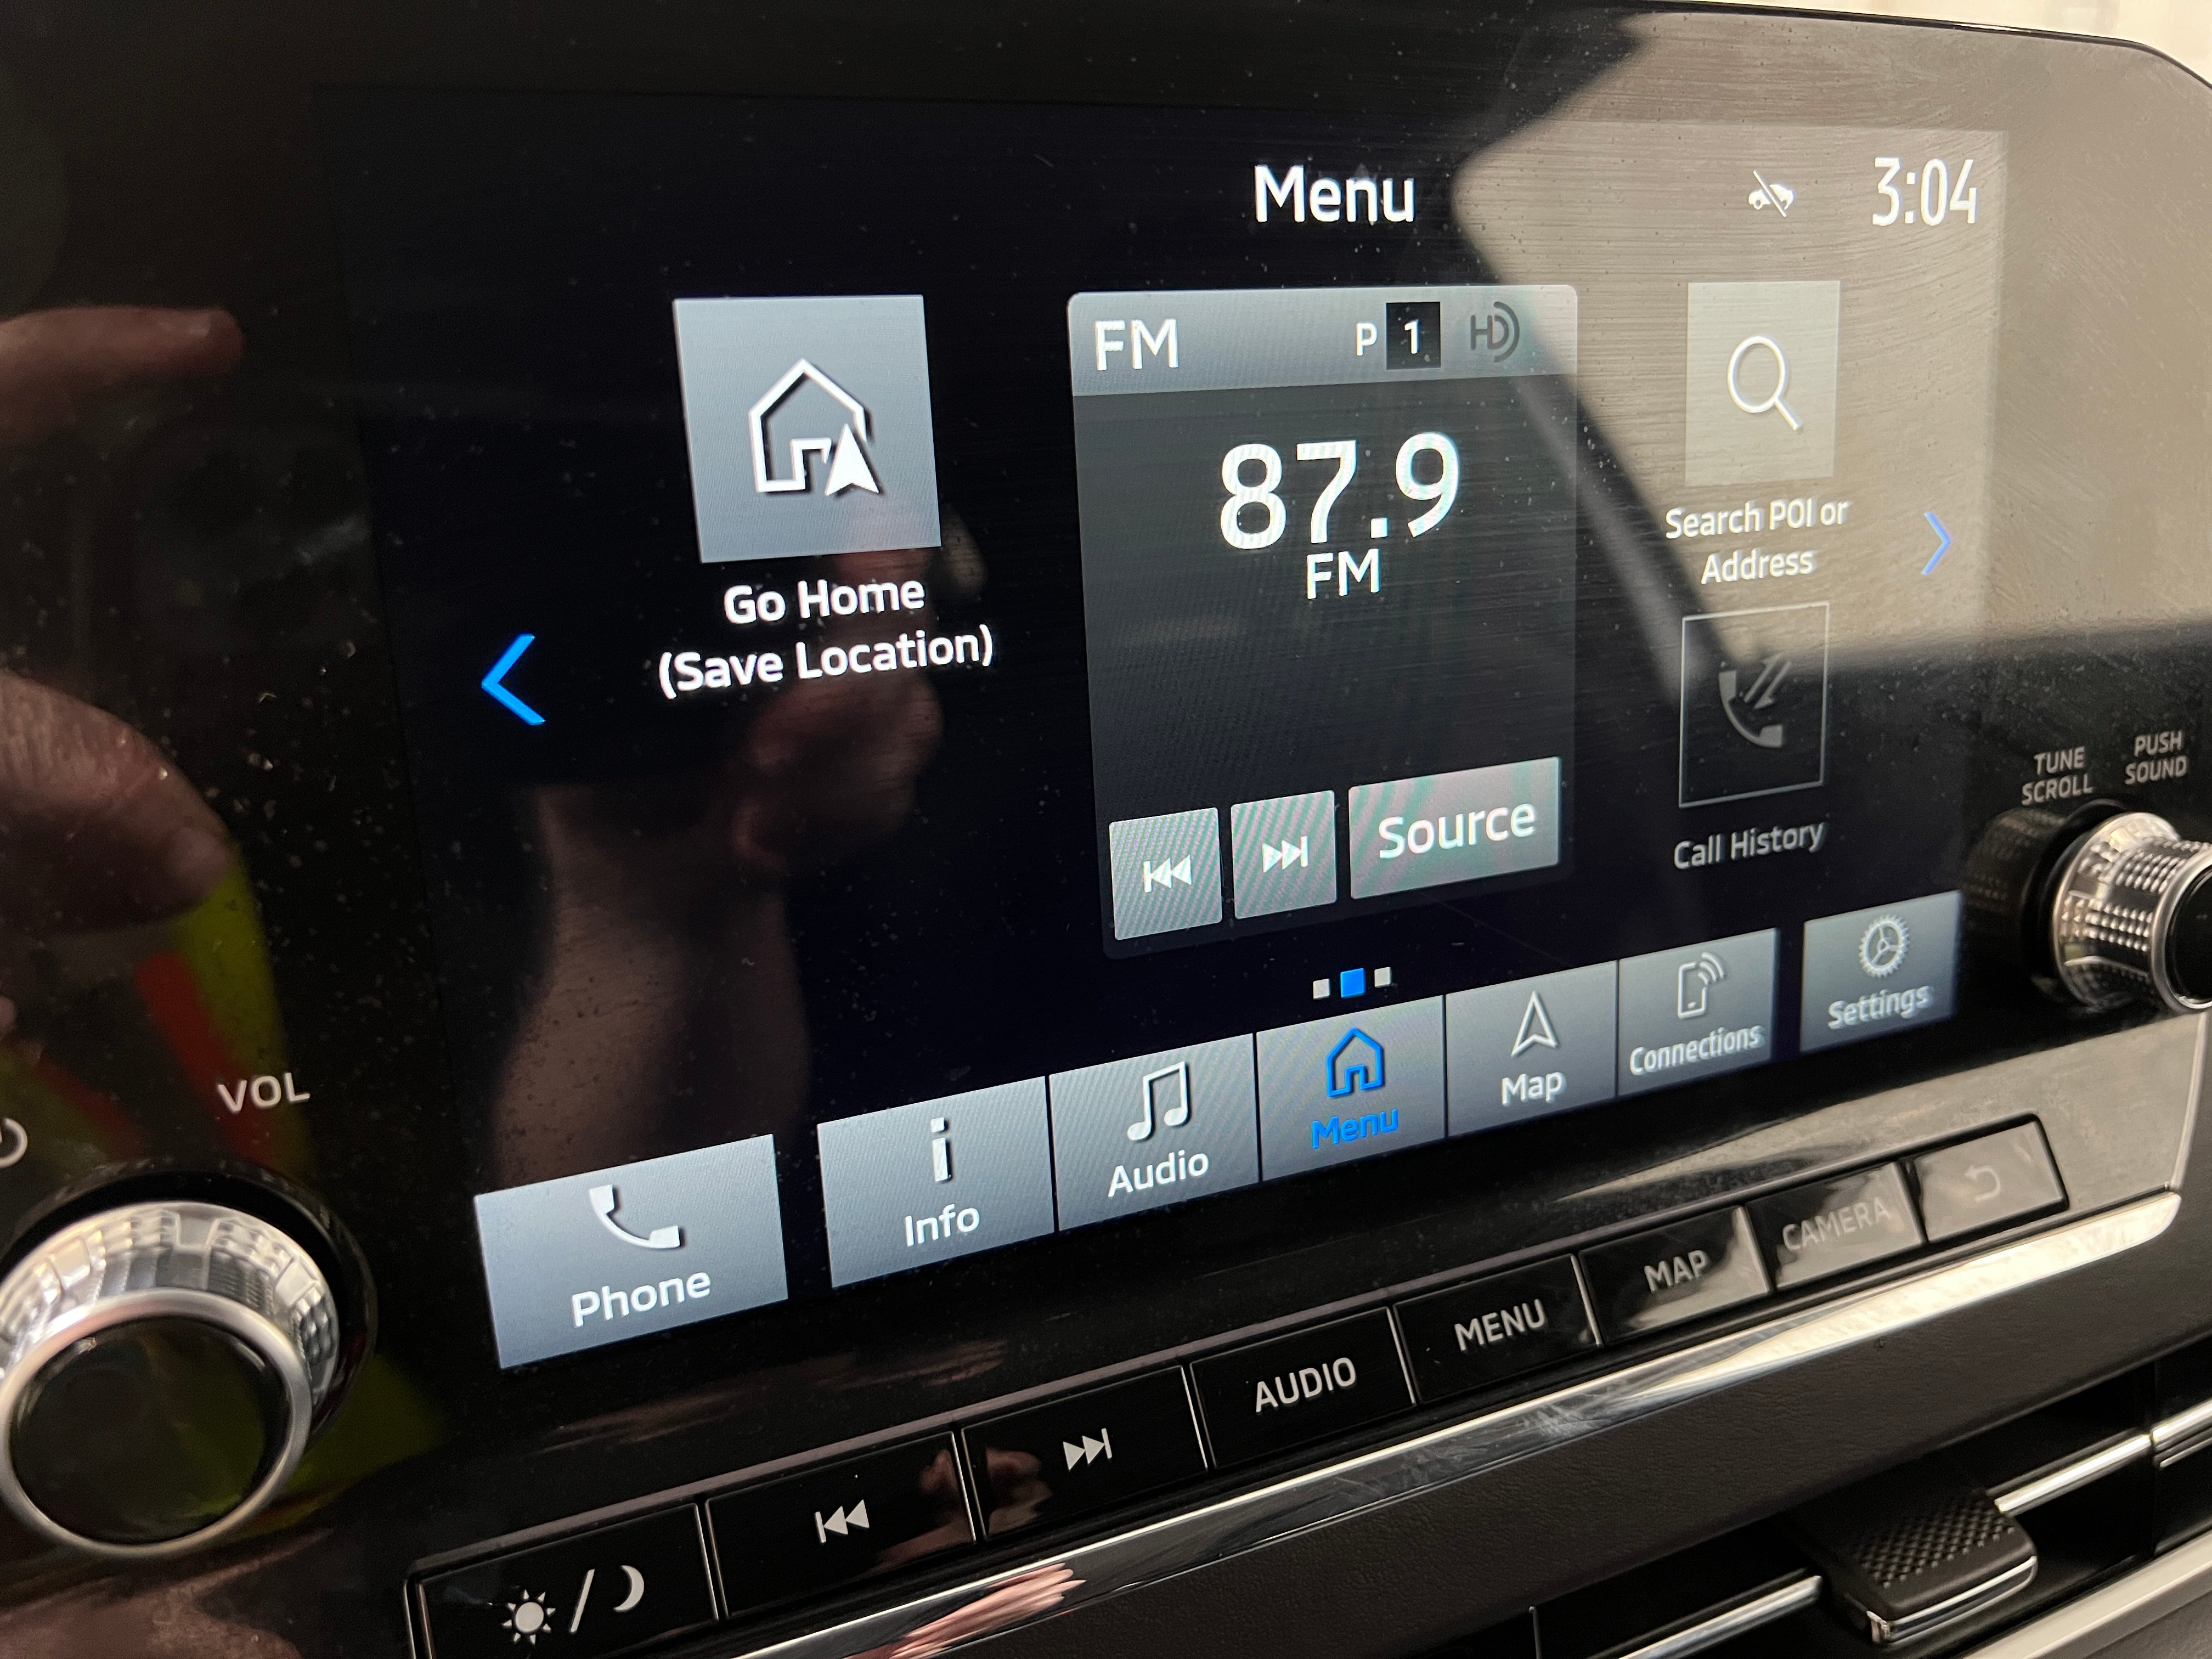 Menu
3:04
FM
P 1 HD
87.9
FM
Source
Go Home
(Save Location)
Search POI or
Address
Call History
Phone
Info
Audio
Menu
Map
Connections
Settings
VOL
TUNE
SCROLL
PUSH
SOUND
AUDIO
MENU
MAP
CAMERA